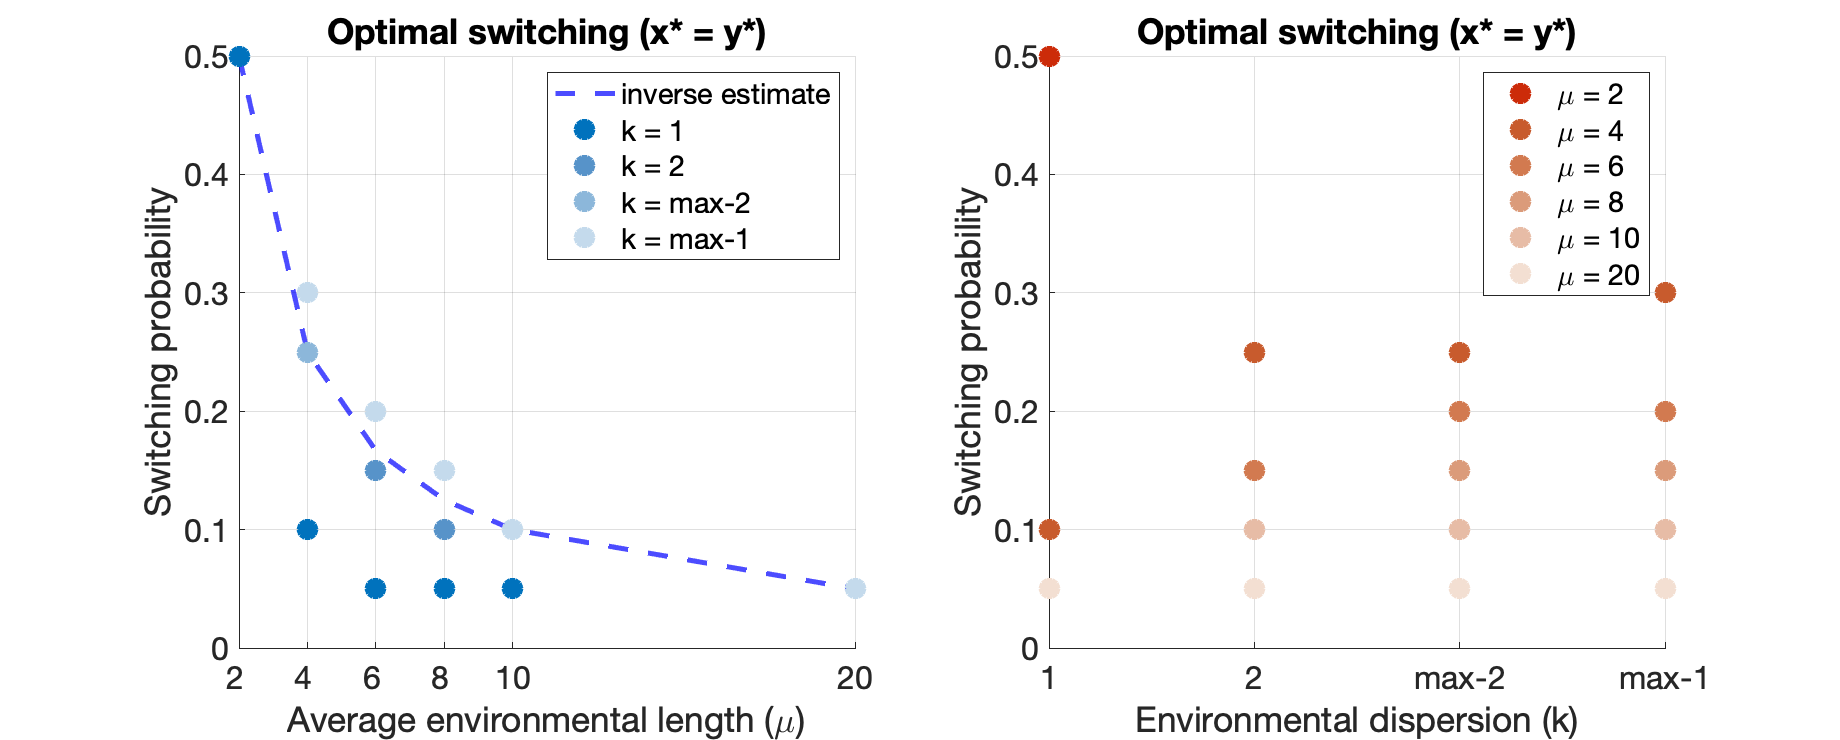 Optimal switching (x* = y*)
0.5
0.4
0.3
0.2
0.1
0
Switching probability
inverse estimate
k = 1
k = 2
k = max-2
k = max-1
2 4 6 8 10 20
Average environmental length (μ)
Optimal switching (x* = y*)
0.5
0.4
0.3
0.2
0.1
0
Switching probability
μ = 2
μ = 4
μ = 6
μ = 8
μ = 10
μ = 20
1 2 max-2 max-1
Environmental dispersion (k)